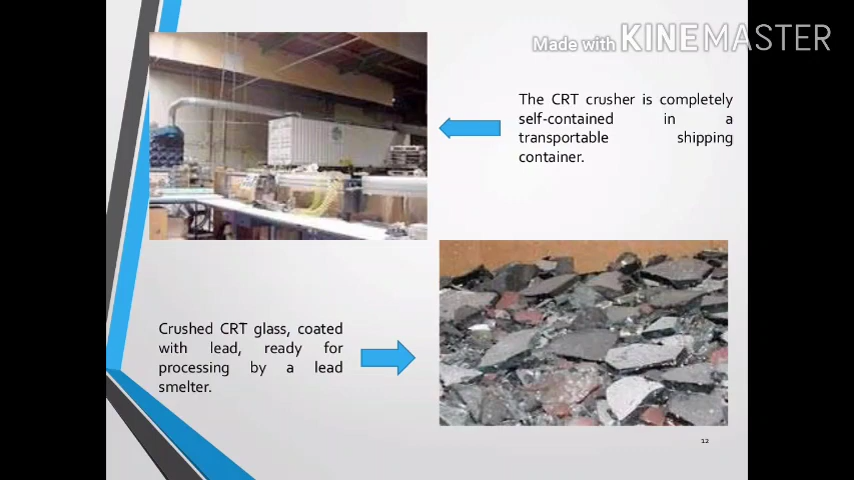 Made with KINEMASTER
The CRT crusher is completely
self-contained in a
transportable shipping
container.
Crushed CRT glass, coated
with lead, ready for
processing by a lead
smelter.
12